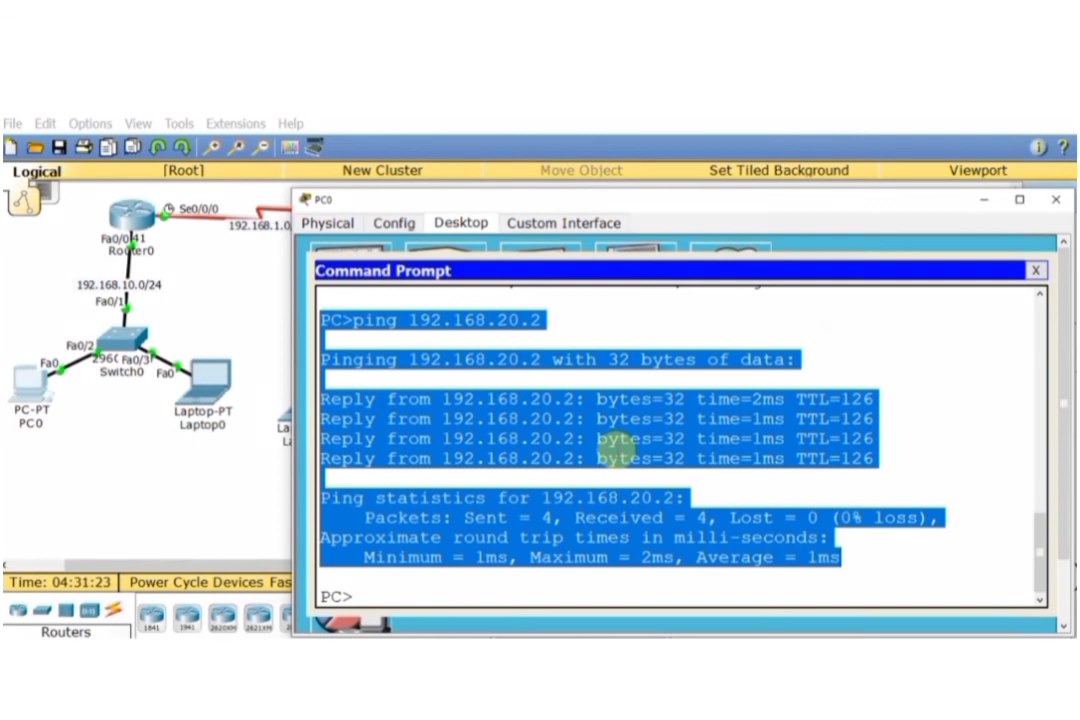 File Edit Options View Tools Extensions Help
Logical [Root] New Cluster Move Object Set Tiled Background Viewport
PC0
Physical Config Desktop Custom Interface
Command Prompt X
PC>ping 192.168.20.2
Pinging 192.168.20.2 with 32 bytes of data:
Reply from 192.168.20.2: bytes=32 time=2ms TTL=126
Reply from 192.168.20.2: bytes=32 time=1ms TTL=126
Reply from 192.168.20.2: bytes=32 time=1ms TTL=126
Reply from 192.168.20.2: bytes=32 time=1ms TTL=126
Ping statistics for 192.168.20.2:
Packets: Sent = 4, Received = 4, Lost = 0 (0% loss),
Approximate round trip times in milli-seconds:
Minimum = 1ms, Maximum = 2ms, Average = 1ms
PC>
Se0/0/0
192.168.1.0
Router0
192.168.10.0/24
Fa0/1
Fa0/2
Fa0/3
Switch0
Fa0
Fa0
PC-PT
PC0
Laptop-PT
Laptop0
La
Time: 04:31:23 Power Cycle Devices Fas
1841 1941 2620XM 2621XM
Routers